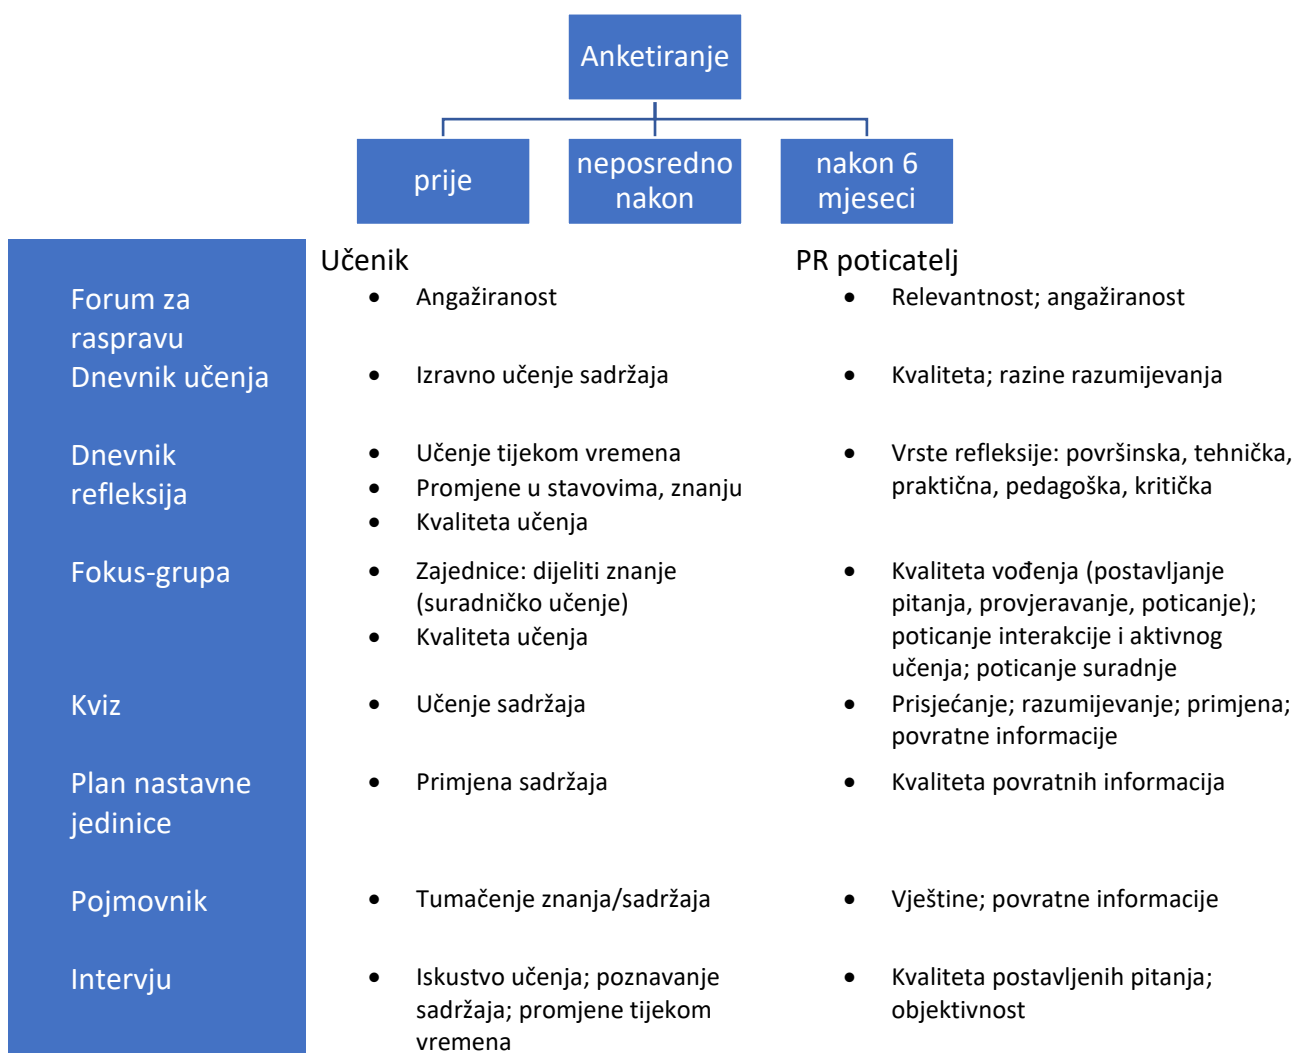 Anketiranje
prije
neposredno
nakon
nakon 6
mjeseci
Učenik
PR poticatelj
Forum za
raspravu
• Angažiranost
• Relevantnost; angažiranost
Dnevnik učenja
• Izravno učenje sadržaja
• Kvaliteta; razine razumijevanja
Dnevnik
refleksija
• Učenje tijekom vremena
• Promjene u stavovima, znanju
• Kvaliteta učenja
• Vrste refleksije: površinska, tehnička,
praktična, pedagoška, kritička
Fokus-grupa
• Zajednice: dijeliti znanje
(suradničko učenje)
• Kvaliteta učenja
• Kvaliteta vođenja (postavljanje
pitanja, provjeravanje, poticanje);
poticanje interakcije i aktivnog
učenja; poticanje suradnje
Kviz
• Učenje sadržaja
• Prisjećanje; razumijevanje; primjena;
povratne informacije
Plan nastavne
jedinice
• Primjena sadržaja
• Kvaliteta povratnih informacija
Pojmovnik
• Tumačenje znanja/sadržaja
• Vještine; povratne informacije
Intervju
• Iskustvo učenja; poznavanje
sadržaja; promjene tijekom
vremena
• Kvaliteta postavljenih pitanja;
objektivnost